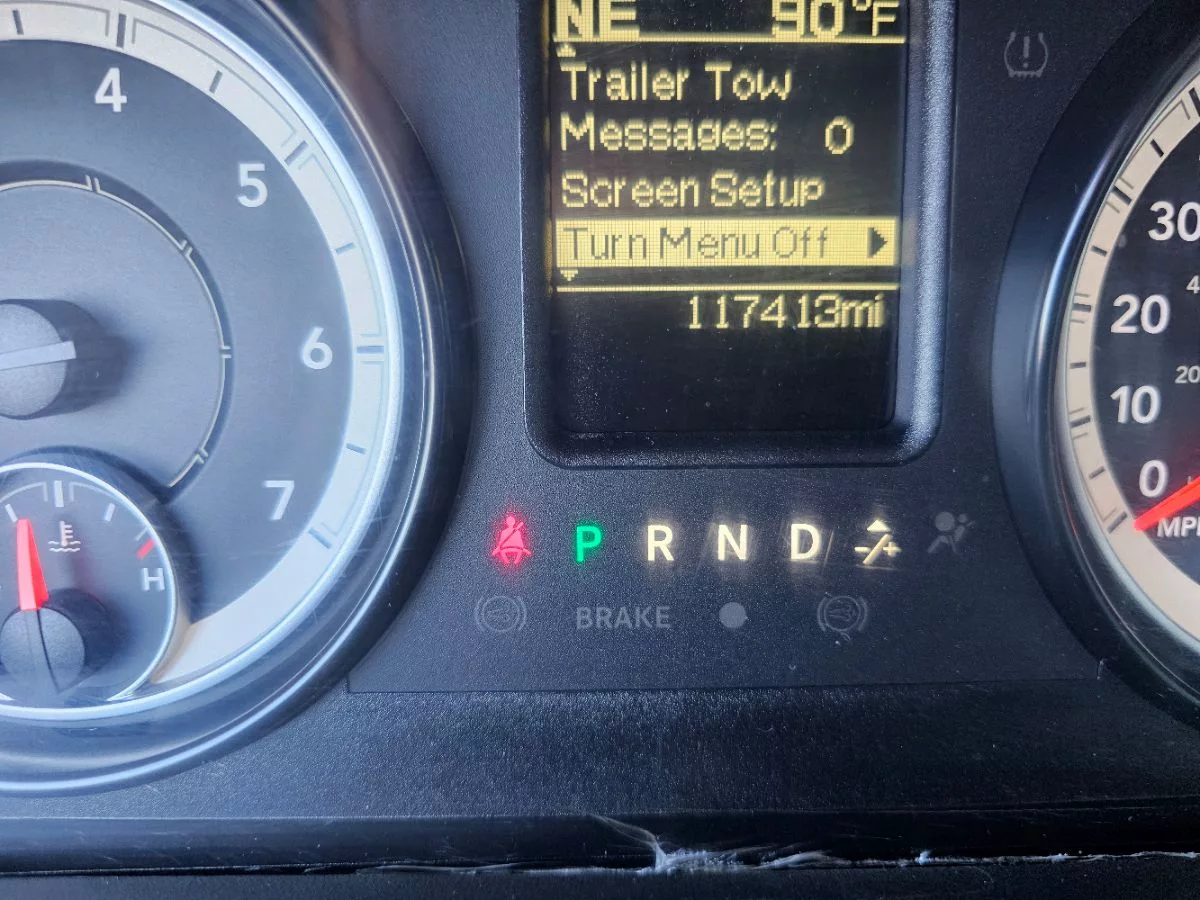 NE 90°F
Trailer Tow
Messages: 0
Screen Setup
Turn Menu Off
117413mi
4
5
6
7
H
30
20
20
10
0
MPH
P R N D
BRAKE